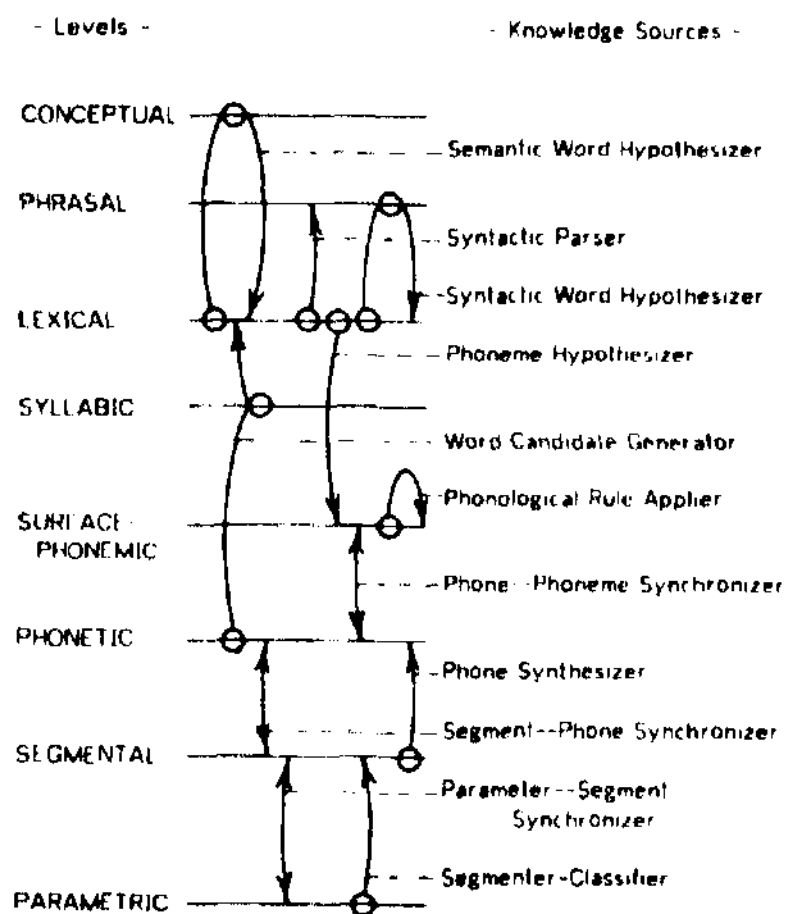 - Levels -
- Knowledge Sources -
CONCEPTUAL
Semantic Word Hypothesizer
PHRASAL
Syntactic Parser
Syntactic Word Hypothesizer
LEXICAL
Phoneme Hypothesizer
SYLLABIC
Word Candidate Generator
Phonological Rule Applier
SURFACE-
PHONEMIC
Phone--Phoneme Synchronizer
PHONETIC
Phone Synthesizer
Segment--Phone Synchronizer
SEGMENTAL
Parameter--Segment
Synchronizer
Segmenter-Classifier
PARAMETRIC